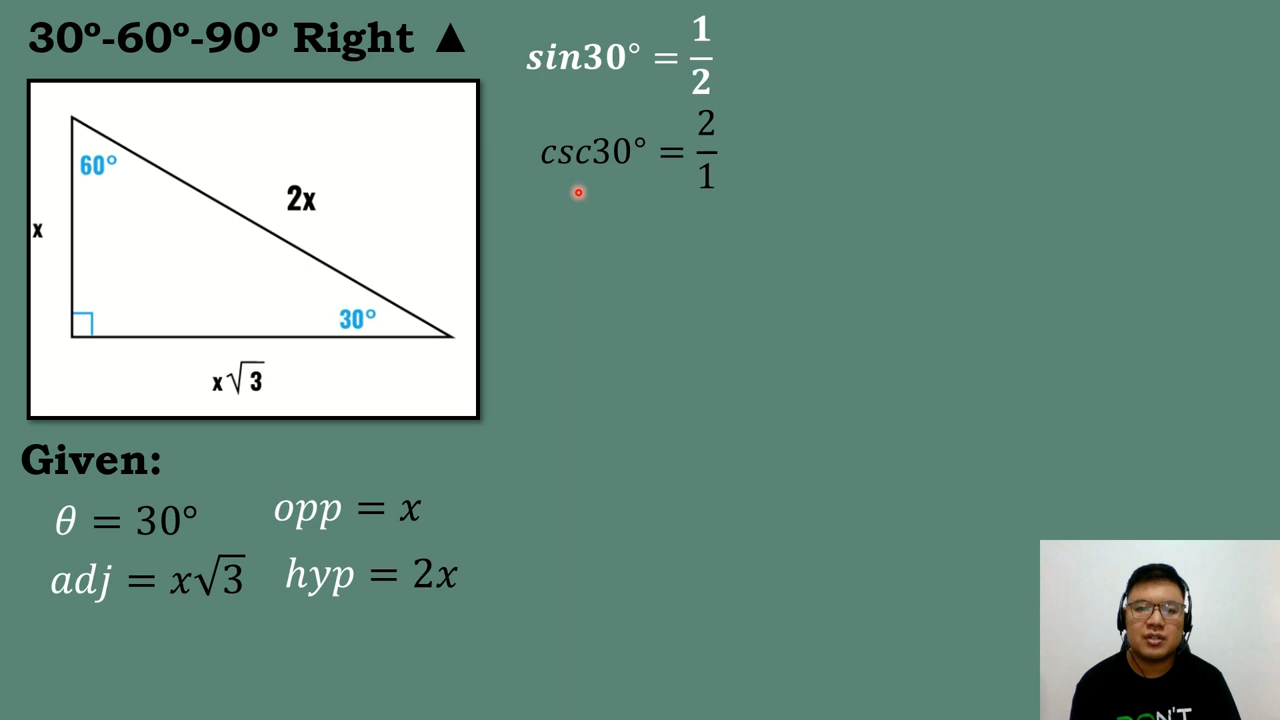 30º-60º-90º Right ▲
60°
2x
x
30°
x√3
Given:
θ = 30°
opp = x
adj = x√3
hyp = 2x
sin30° = 1/2
csc30° = 2/1
DON'T